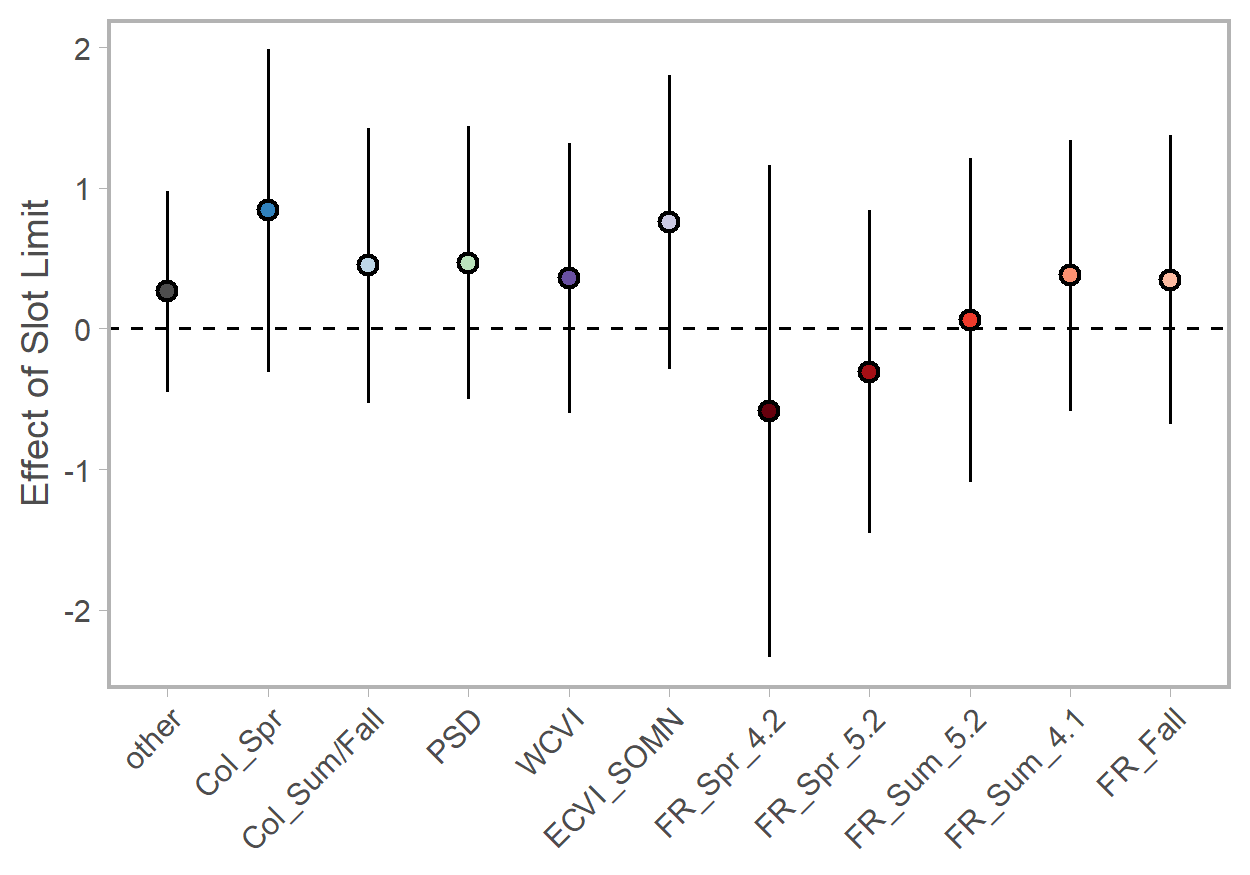 Effect of Slot Limit
2
1
0
-1
-2
other
Col_Spr
Col_Sum/Fall
PSD
WCVI
ECVI_SOMN
FR_Spr_4.2
FR_Spr_5.2
FR_Sum_5.2
FR_Sum_4.1
FR_Fall